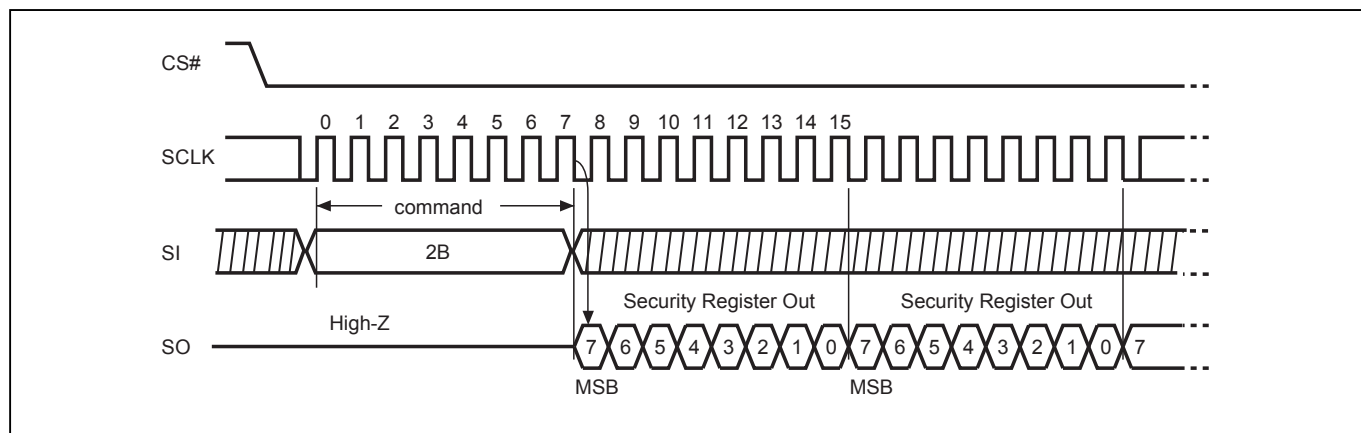 CS#
0 1 2 3 4 5 6 7 8 9 10 11 12 13 14 15
SCLK
command
SI
2B
Security Register Out Security Register Out
High-Z
SO
7 6 5 4 3 2 1 0 7 6 5 4 3 2 1 0 7
MSB MSB